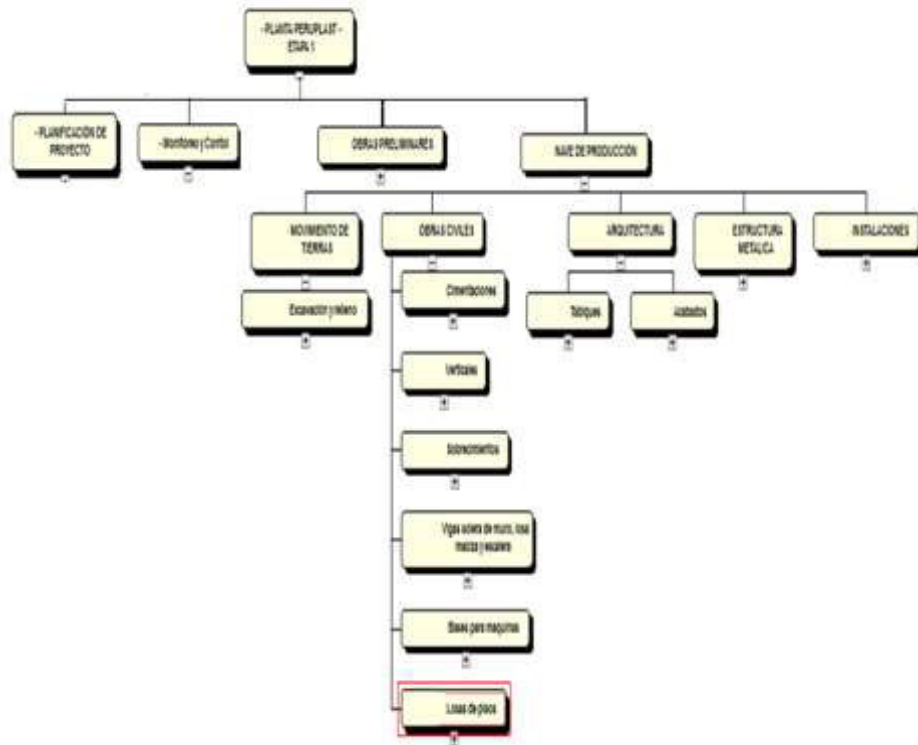 - PLANTA PERUPLAST -
ETAPA 1
- PLANIFICACIÓN DE
PROYECTO
- Monitoreo y Control
OBRAS PRELIMINARES
NAVE DE PRODUCCIÓN
MOVIMIENTO DE
TIERRAS
OBRAS CIVILES
ARQUITECTURA
ESTRUCTURA
METALICA
INSTALACIONES
Excavación y relleno
Cimentaciones
Tabiques
Acabados
Verticales
Sobrecimientos
Vigas solera de muro, losa
maciza y escalera
Bases para maquinas
Losas de pisos